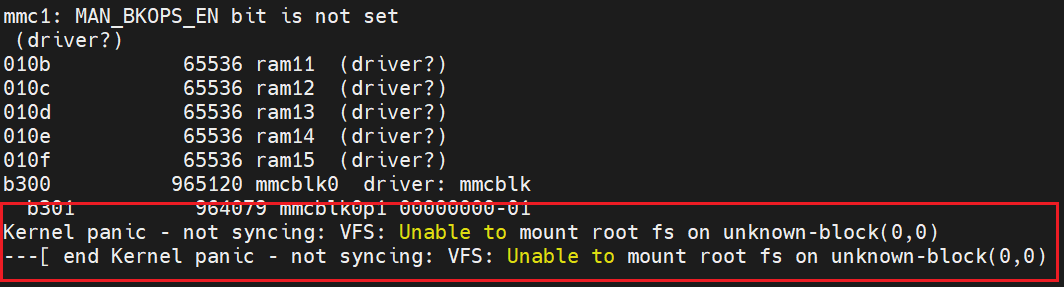 mmc1: MAN_BKOPS_EN bit is not set
 (driver?)
010b           65536 ram11  (driver?)
010c           65536 ram12  (driver?)
010d           65536 ram13  (driver?)
010e           65536 ram14  (driver?)
010f           65536 ram15  (driver?)
b300          965120 mmcblk0  driver: mmcblk
  b301          964079 mmcblk0p1 00000000-01
Kernel panic - not syncing: VFS: Unable to mount root fs on unknown-block(0,0)
---[ end Kernel panic - not syncing: VFS: Unable to mount root fs on unknown-block(0,0)